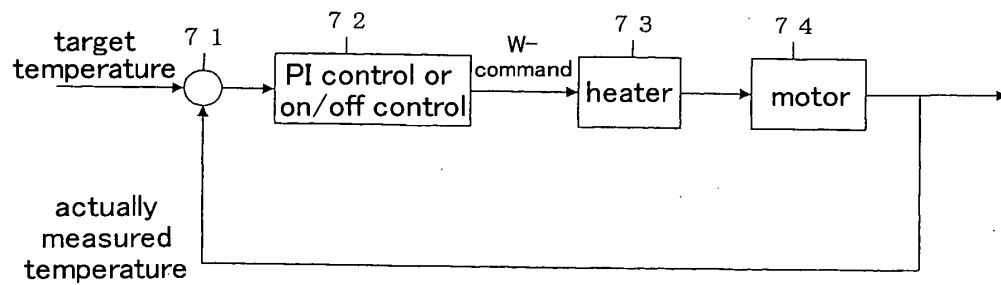 7 1
7 2
7 3
7 4
target
temperature
PI control or
on/off control
W-
command
heater
motor
actually
measured
temperature